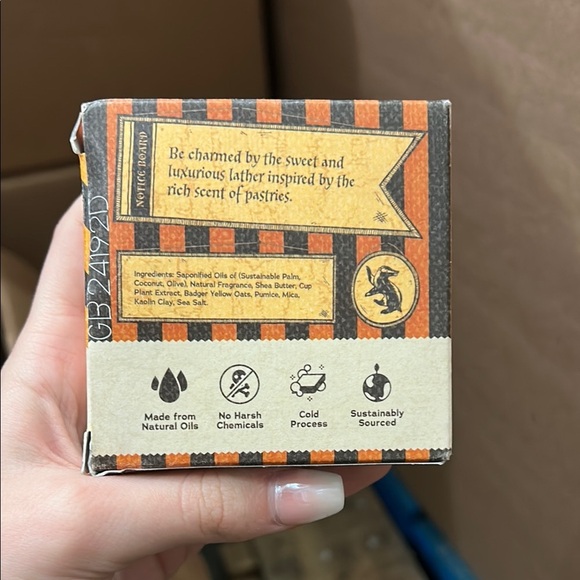 NOTICE BOARD
Be charmed by the sweet and
luxurious lather inspired by the
rich scent of pastries.
Ingredients: Saponified Oils of (Sustainable Palm,
Coconut, Olive), Natural Fragrance, Shea Butter, Cup
Plant Extract, Badger Yellow Oats, Pumice, Mica,
Kaolin Clay, Sea Salt.
GB 24192D
Made from
Natural Oils
No Harsh
Chemicals
Cold
Process
Sustainably
Sourced